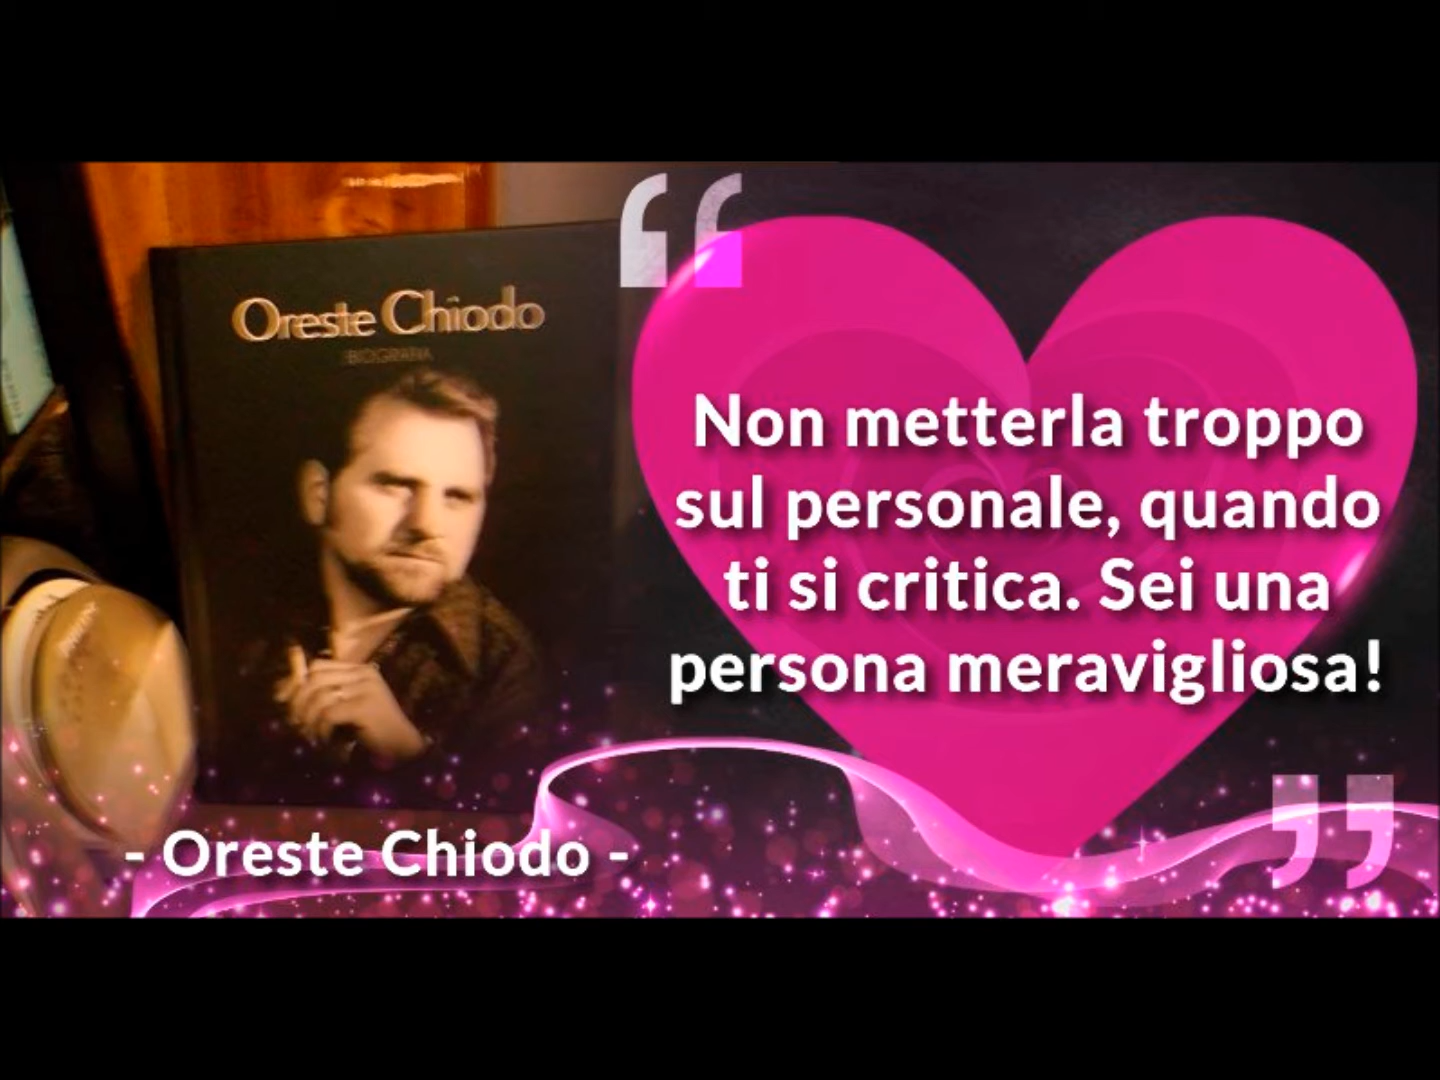 Oreste Chiodo
BIOGRAFIA
Non metterla troppo
sul personale, quando
ti si critica. Sei una
persona meravigliosa!
- Oreste Chiodo -